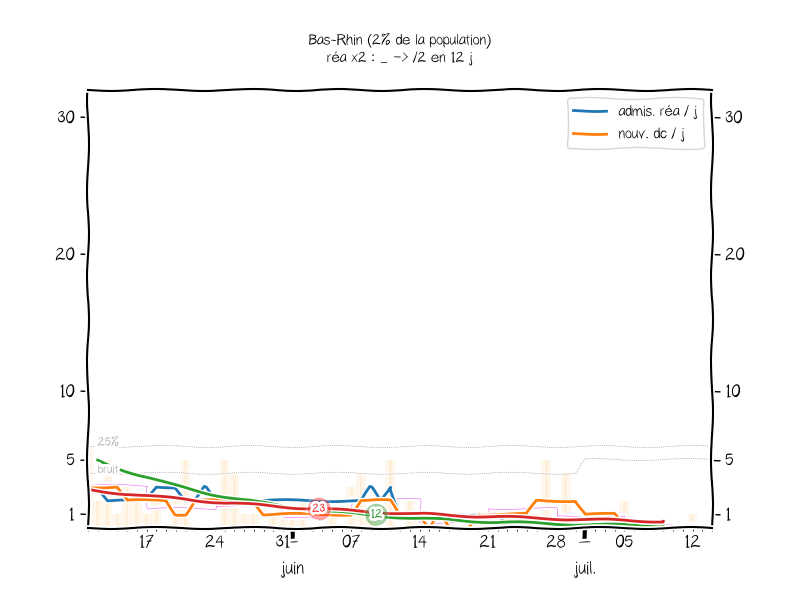 Bas-Rhin (2% de la population)
réa x2 : _ -> /2 en 12 j
admis. réa / j
nouv. dc / j
30
30
20
20
10
10
25%
5
5
bruit
23
12
1
1
17 24 31 07 14 21 28 05 12
juin juil.